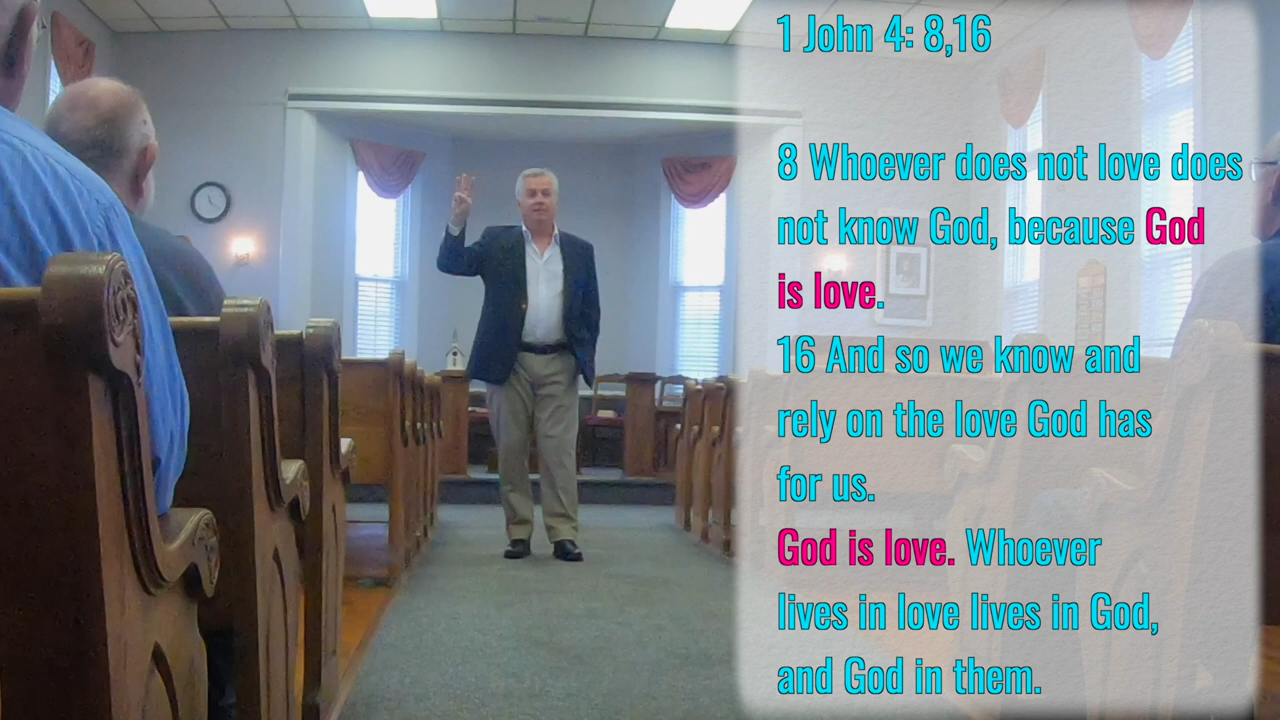 1 John 4: 8,16
8 Whoever does not love does
not know God, because God
is love.
16 And so we know and
rely on the love God has
for us.
God is love. Whoever
lives in love lives in God,
and God in them.